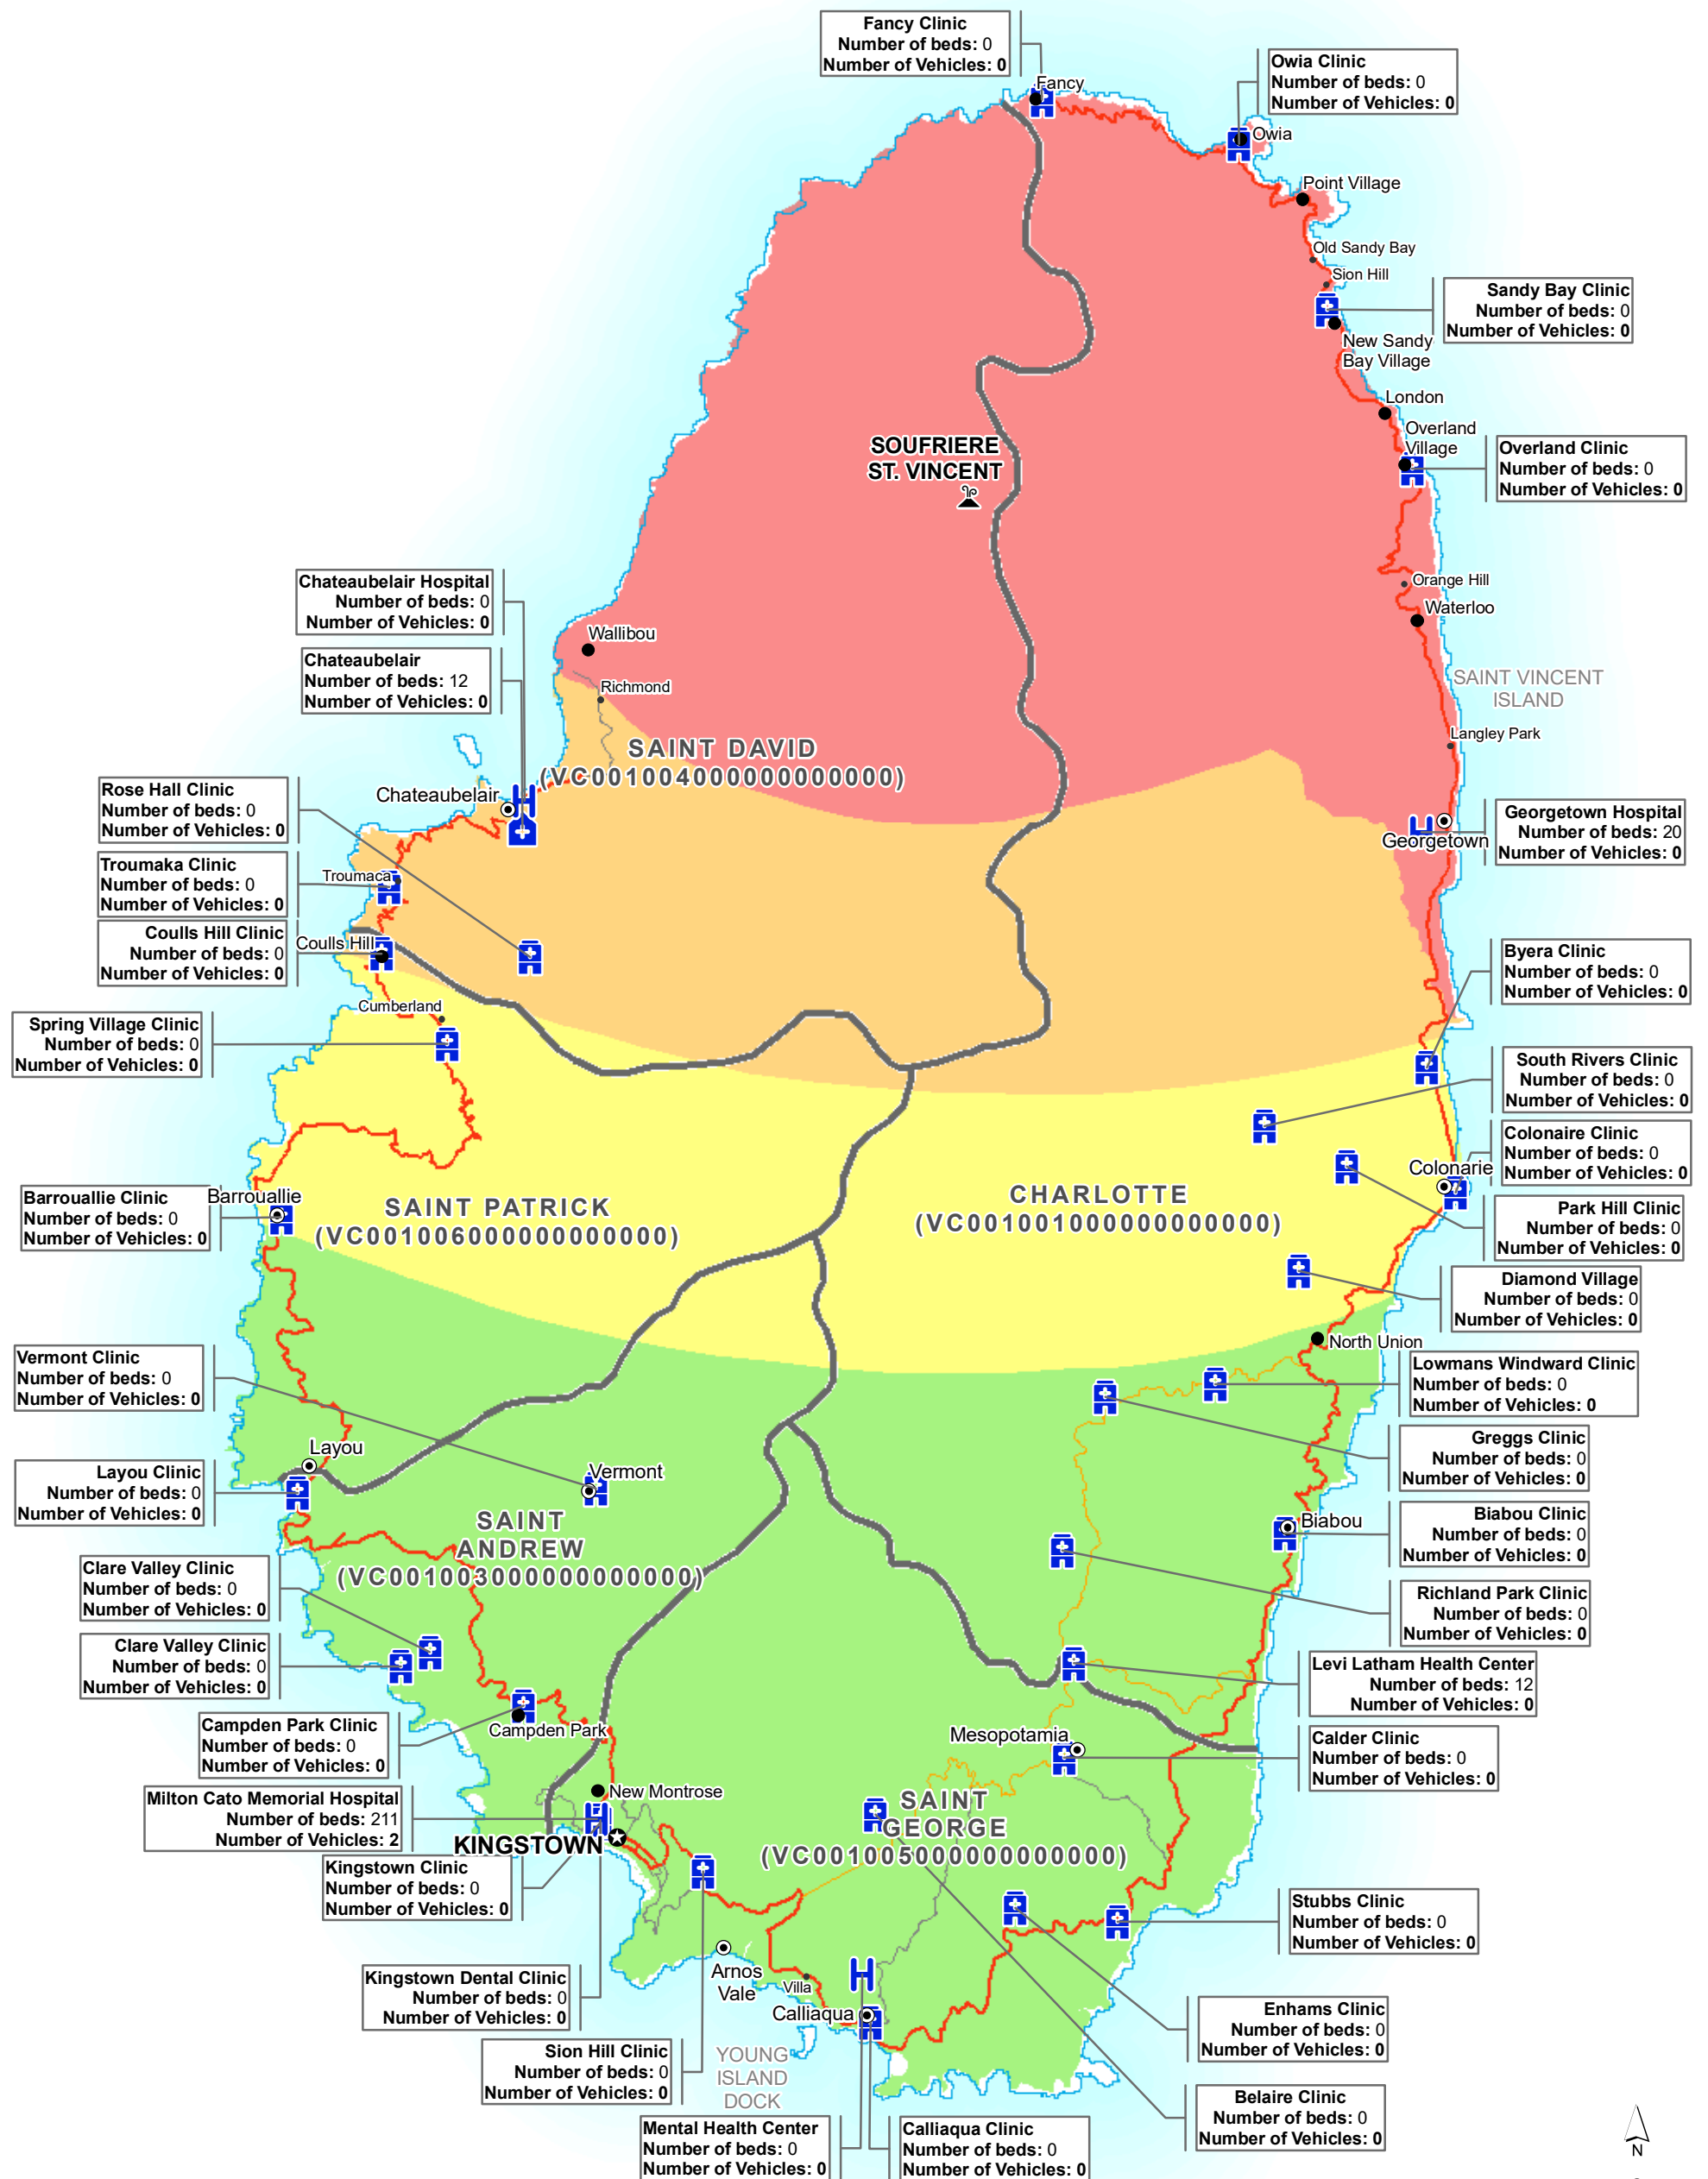 Fancy Clinic
Number of beds: 0
Number of Vehicles: 0
Fancy
Owia Clinic
Number of beds: 0
Number of Vehicles: 0
Owia
Point Village
Old Sandy Bay
Sion Hill
Sandy Bay Clinic
Number of beds: 0
Number of Vehicles: 0
New Sandy
Bay Village
London
Overland
Village
Overland Clinic
Number of beds: 0
Number of Vehicles: 0
SOUFRIERE
ST. VINCENT
Orange Hill
Waterloo
Chateaubelair Hospital
Number of beds: 0
Number of Vehicles: 0
Wallibou
Chateaubelair
Number of beds: 12
Number of Vehicles: 0
Richmond
SAINT VINCENT
ISLAND
Langley Park
SAINT DAVID
(VC001004000000000000)
Rose Hall Clinic
Number of beds: 0
Number of Vehicles: 0
Chateaubelair
Georgetown Hospital
Number of beds: 20
Number of Vehicles: 0
Georgetown
Troumaka Clinic
Number of beds: 0
Number of Vehicles: 0
Troumaca
Coulls Hill Clinic
Number of beds: 0
Number of Vehicles: 0
Coulls Hill
Byera Clinic
Number of beds: 0
Number of Vehicles: 0
Cumberland
Spring Village Clinic
Number of beds: 0
Number of Vehicles: 0
South Rivers Clinic
Number of beds: 0
Number of Vehicles: 0
Colonaire Clinic
Number of beds: 0
Number of Vehicles: 0
Colonarie
Barrouallie Clinic
Number of beds: 0
Number of Vehicles: 0
Barrouallie
SAINT PATRICK
(VC001006000000000000)
CHARLOTTE
(VC001001000000000000)
Park Hill Clinic
Number of beds: 0
Number of Vehicles: 0
Diamond Village
Number of beds: 0
Number of Vehicles: 0
North Union
Vermont Clinic
Number of beds: 0
Number of Vehicles: 0
Lowmans Windward Clinic
Number of beds: 0
Number of Vehicles: 0
Greggs Clinic
Number of beds: 0
Number of Vehicles: 0
Layou
Layou Clinic
Number of beds: 0
Number of Vehicles: 0
Vermont
SAINT
ANDREW
(VC001003000000000000)
Biabou
Biabou Clinic
Number of beds: 0
Number of Vehicles: 0
Clare Valley Clinic
Number of beds: 0
Number of Vehicles: 0
Richland Park Clinic
Number of beds: 0
Number of Vehicles: 0
Clare Valley Clinic
Number of beds: 0
Number of Vehicles: 0
Levi Latham Health Center
Number of beds: 12
Number of Vehicles: 0
Campden Park Clinic
Number of beds: 0
Number of Vehicles: 0
Campden Park
Mesopotamia
Calder Clinic
Number of beds: 0
Number of Vehicles: 0
Milton Cato Memorial Hospital
Number of beds: 211
Number of Vehicles: 2
New Montrose
KINGSTOWN
SAINT
GEORGE
(VC001005000000000000)
Kingstown Clinic
Number of beds: 0
Number of Vehicles: 0
Stubbs Clinic
Number of beds: 0
Number of Vehicles: 0
Kingstown Dental Clinic
Number of beds: 0
Number of Vehicles: 0
Arnos
Vale
Villa
Calliaqua
Enhams Clinic
Number of beds: 0
Number of Vehicles: 0
Sion Hill Clinic
Number of beds: 0
Number of Vehicles: 0
YOUNG
ISLAND
DOCK
Belaire Clinic
Number of beds: 0
Number of Vehicles: 0
Mental Health Center
Number of beds: 0
Number of Vehicles: 0
Calliaqua Clinic
Number of beds: 0
Number of Vehicles: 0
N